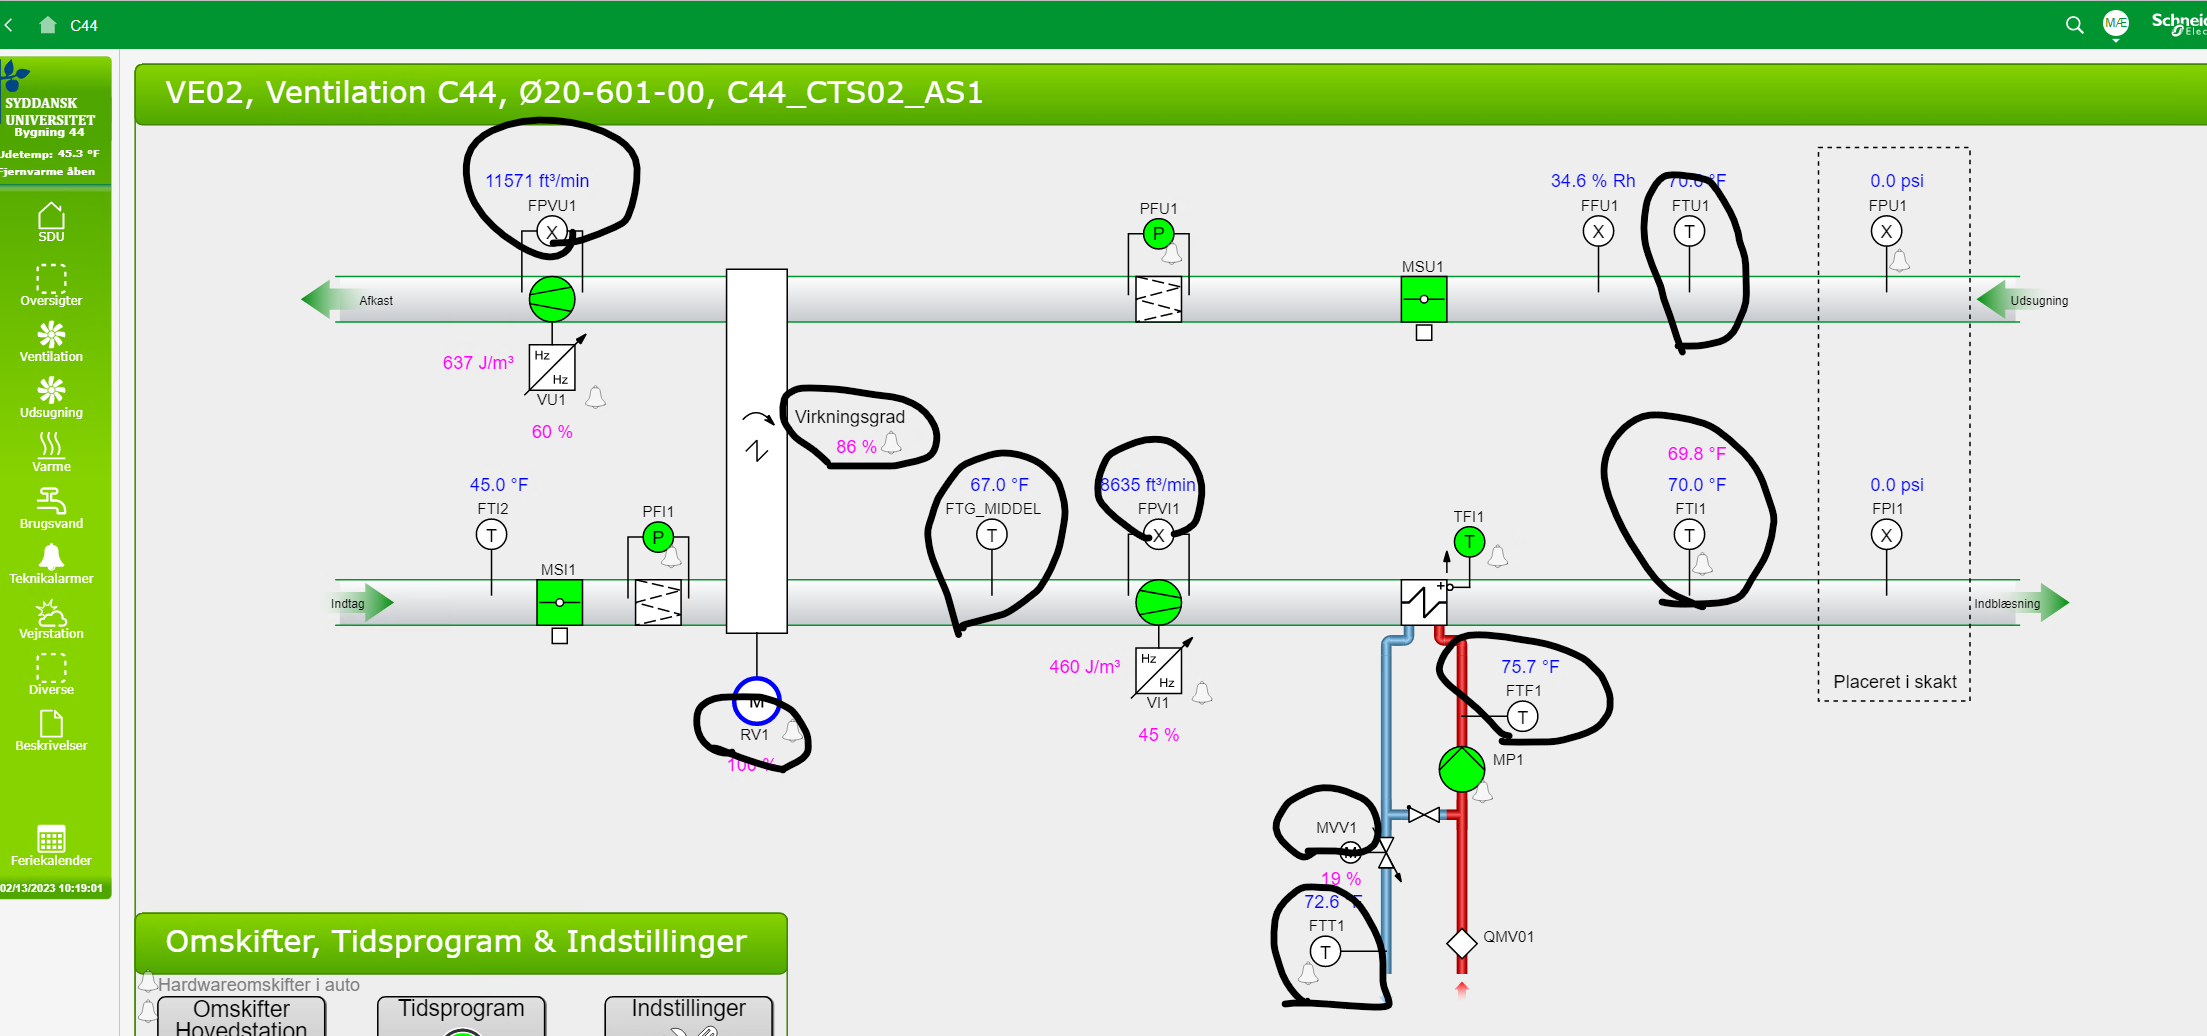 C44
MÆ
SYDDANSK
UNIVERSITET
Bygning 44
Udetemp: 45.3 °F
Fjernvarme åben
SDU
Oversigter
Ventilation
Udsugning
Varme
Brugsvand
Teknikalarmer
Vejrstation
Diverse
Beskrivelser
Feriekalender
02/13/2023 10:19:01
VE02, Ventilation C44, Ø20-601-00, C44_CTS02_AS1
11571 ft³/min
FPVU1
X
PFU1
P
34.6 % Rh
FFU1
X
70.0 °F
FTU1
T
0.0 psi
FPU1
X
MSU1
Afkast
Udsugning
637 J/m³
Hz
Hz
VU1
60 %
Virkningsgrad
86 %
45.0 °F
FTI2
T
PFI1
P
67.0 °F
FTG_MIDDEL
T
8635 ft³/min
FPVI1
X
TFI1
T
69.8 °F
70.0 °F
FTI1
T
0.0 psi
FPI1
X
MSI1
Indtag
Indblæsning
460 J/m³
Hz
Hz
VI1
45 %
M
RV1
100 %
75.7 °F
FTF1
T
Placeret i skakt
MP1
MVV1
M
19 %
72.6 °F
FTT1
T
QMV01
Omskifter, Tidsprogram & Indstillinger
Hardwareomskifter i auto
Omskifter
Hovedstation
Tidsprogram
Indstillinger